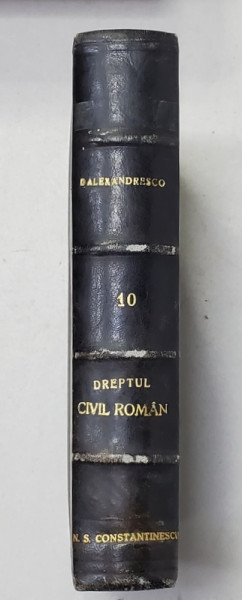 D ALEXANDRESCO
10
DREPTUL
CIVIL ROMÂN
N. S. CONSTANTINESCU